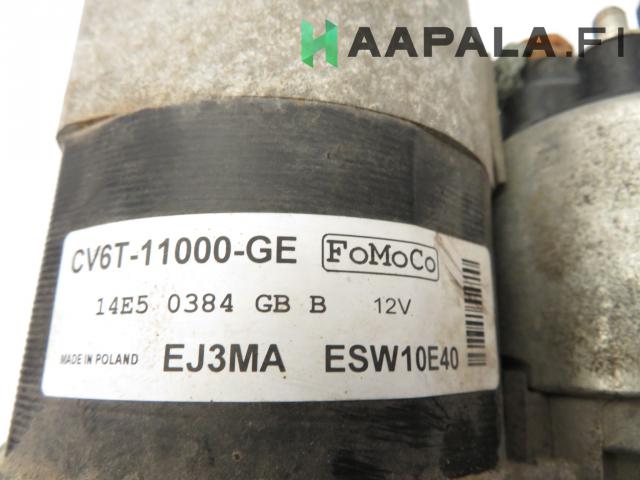 HAAPALA.FI
CV6T-11000-GE FoMoCo
14E5 0384 GB B 12V
MADE IN POLAND EJ3MA ESW10E40